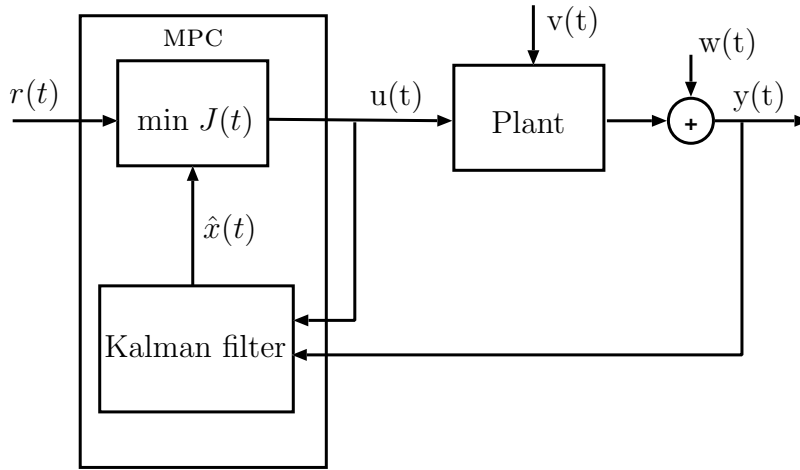 MPC
v(t)
r(t)
min J(t)
u(t)
Plant
w(t)
+
y(t)
x̂(t)
Kalman filter